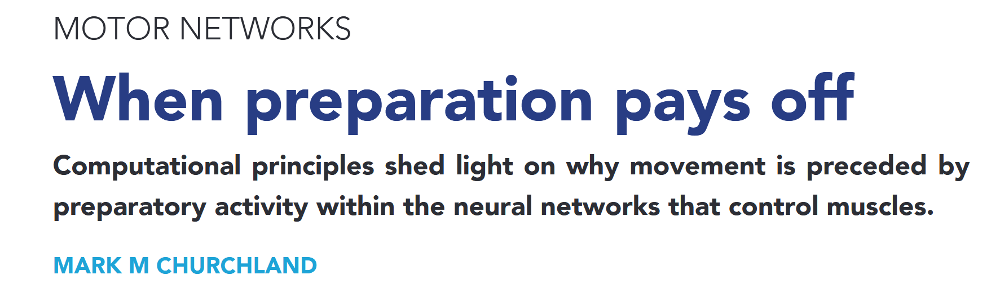 MOTOR NETWORKS
When preparation pays off
Computational principles shed light on why movement is preceded by
preparatory activity within the neural networks that control muscles.
MARK M CHURCHLAND